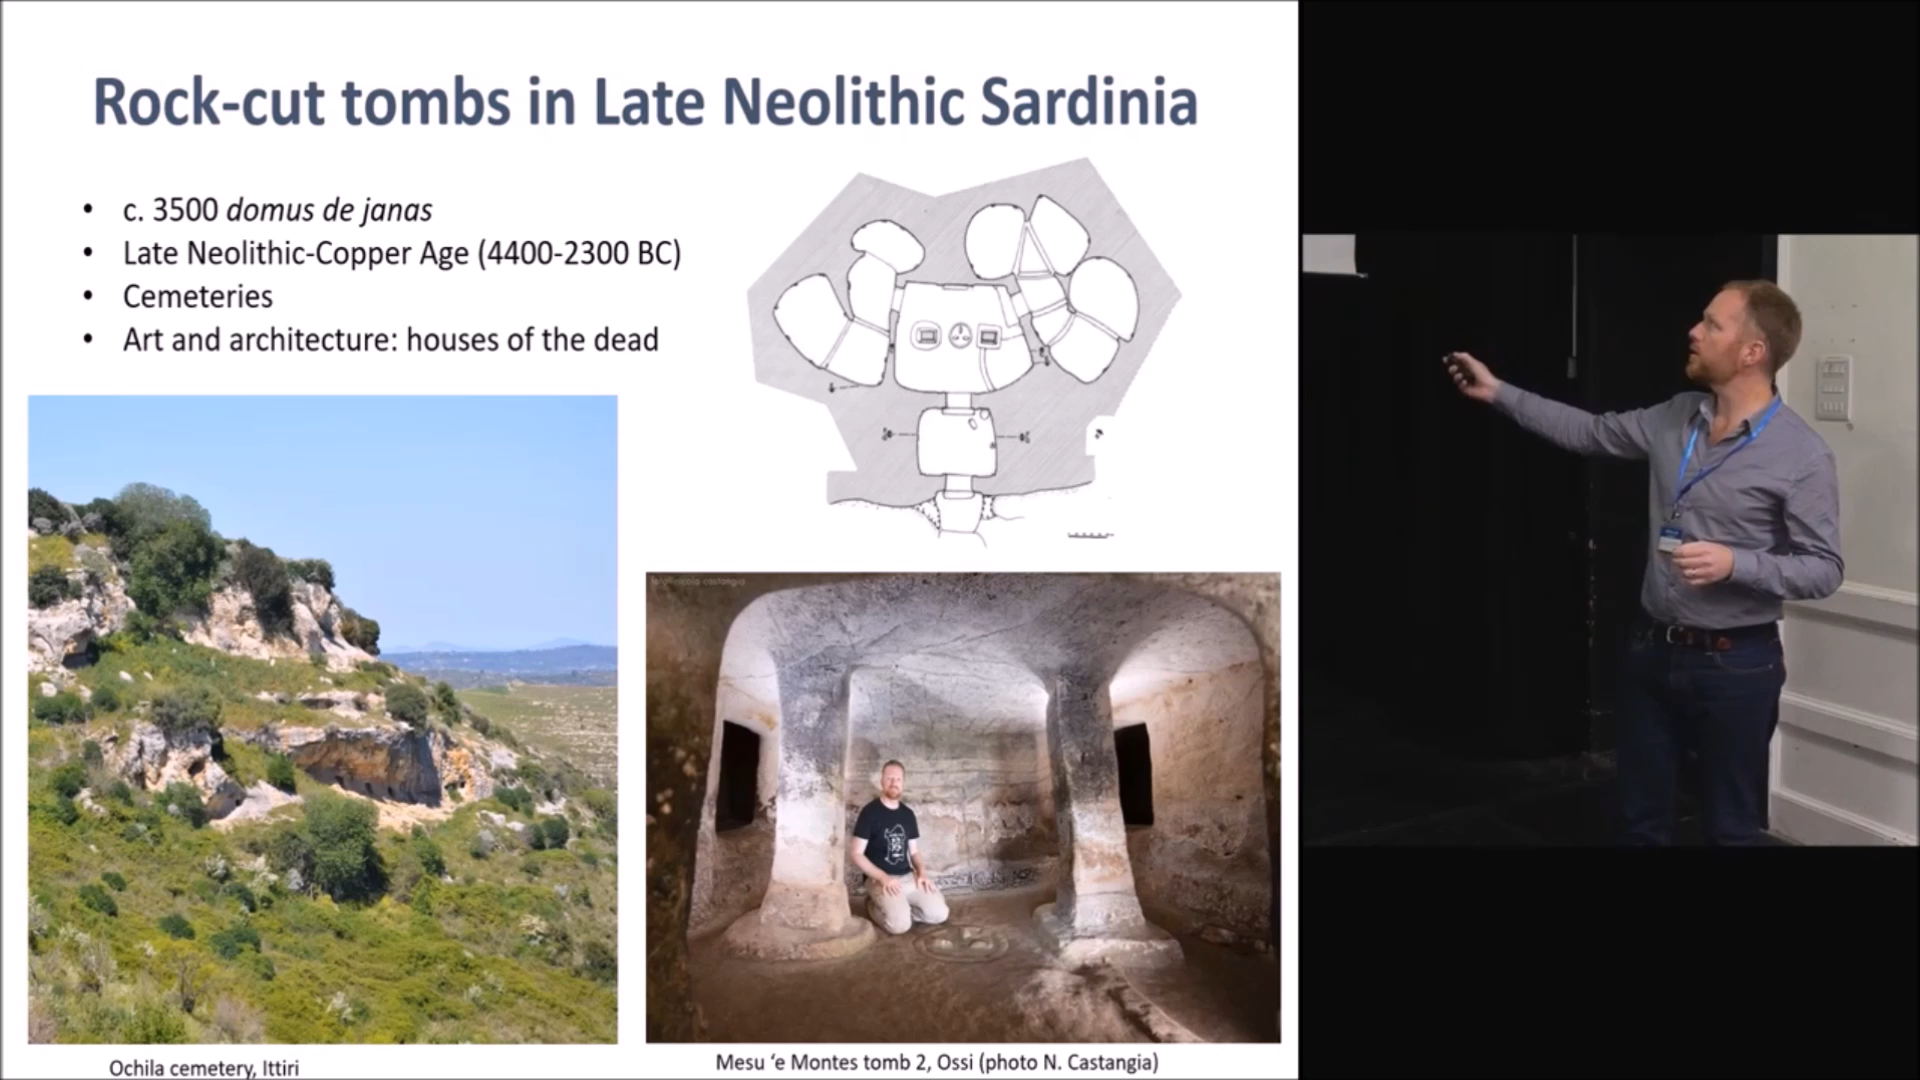 Rock-cut tombs in Late Neolithic Sardinia
• c. 3500 domus de janas
• Late Neolithic-Copper Age (4400-2300 BC)
• Cemeteries
• Art and architecture: houses of the dead
Ochila cemetery, Ittiri
Mesu ‘e Montes tomb 2, Ossi (photo N. Castangia)